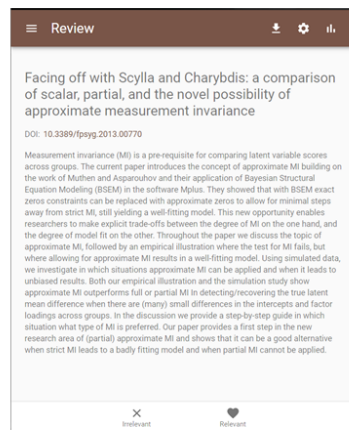 Review
Facing off with Scylla and Charybdis: a comparison
of scalar, partial, and the novel possibility of
approximate measurement invariance
DOI: 10.3389/fpsyg.2013.00770
Measurement invariance (MI) is a pre-requisite for comparing latent variable scores
across groups. The current paper introduces the concept of approximate MI building on
the work of Muthen and Asparouhov and their application of Bayesian Structural
Equation Modeling (BSEM) in the software Mplus. They showed that with BSEM exact
zeros constraints can be replaced with approximate zeros to allow for minimal steps
away from strict MI, still yielding a well-fitting model. This new opportunity enables
researchers to make explicit trade-offs between the degree of MI on the one hand, and
the degree of model fit on the other. Throughout the paper we discuss the topic of
approximate MI, followed by an empirical illustration where the test for MI fails, but
where allowing for approximate MI results in a well-fitting model. Using simulated data,
we investigate in which situations approximate MI can be applied and when it leads to
unbiased results. Both our empirical illustration and the simulation study show
approximate MI outperforms full or partial MI In detecting/recovering the true latent
mean difference when there are (many) small differences in the intercepts and factor
loadings across groups. In the discussion we provide a step-by-step guide in which
situation what type of MI is preferred. Our paper provides a first step in the new
research area of (partial) approximate MI and shows that it can be a good alternative
when strict MI leads to a badly fitting model and when partial MI cannot be applied.
Irrelevant
Relevant